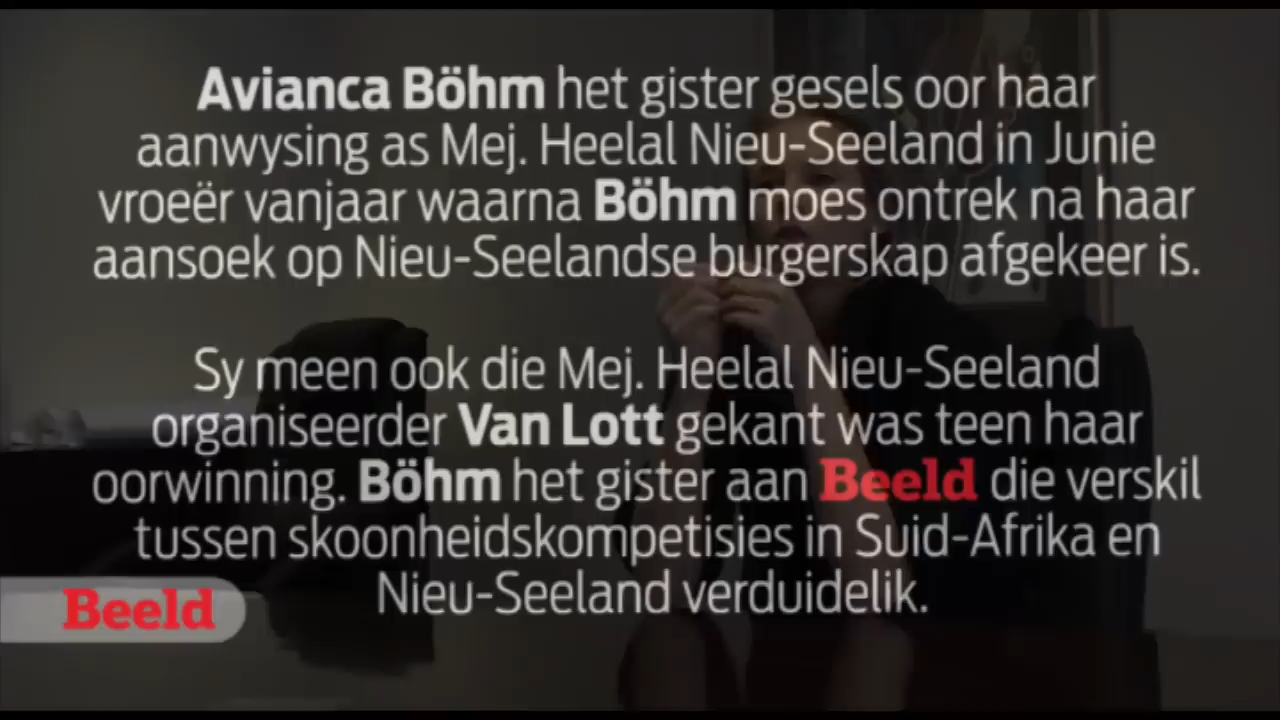 Avianca Böhm het gister gesels oor haar
aanwysing as Mej. Heelal Nieu-Seeland in Junie
vroeër vanjaar waarna Böhm moes ontrek na haar
aansoek op Nieu-Seelandse burgerskap afgekeer is.
Sy meen ook die Mej. Heelal Nieu-Seeland
organiseerder Van Lott gekant was teen haar
oorwinning. Böhm het gister aan Beeld die verskil
tussen skoonheidskompetisies in Suid-Afrika en
Nieu-Seeland verduidelik.
Beeld